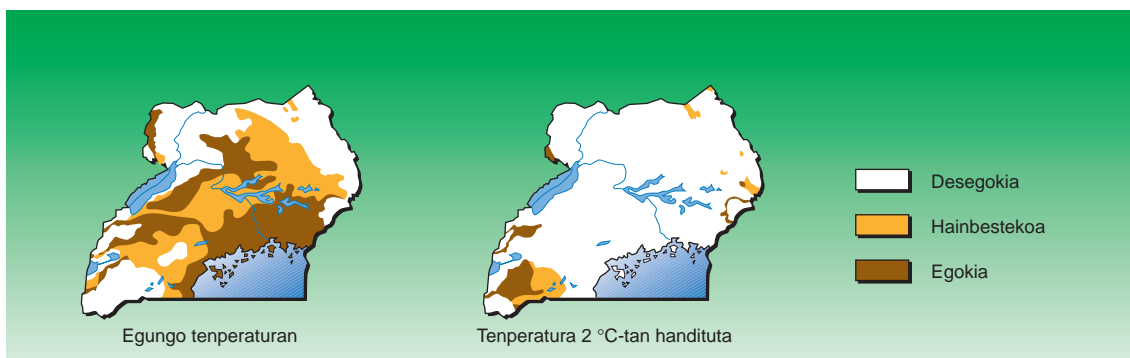 Desegokia
Hainbestekoa
Egokia
Egungo tenperaturan
Tenperatura 2 °C-tan handituta